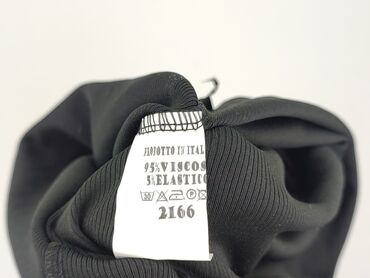 PRODOTTO IN ITAL
95%VISCOS
5%ELASTICO
2166